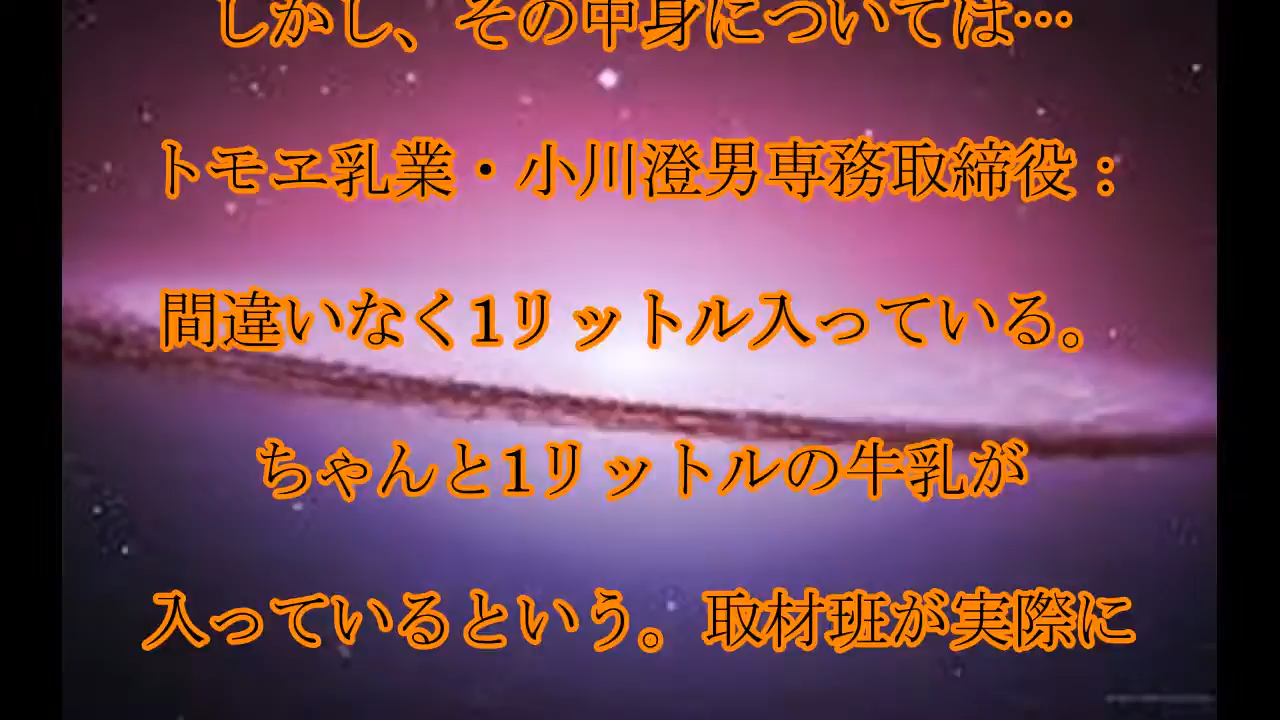 しかし、その中身については…
トモヱ乳業・小川澄男専務取締役：
間違いなく1リットル入っている。
ちゃんと1リットルの牛乳が
入っているという。取材班が実際に